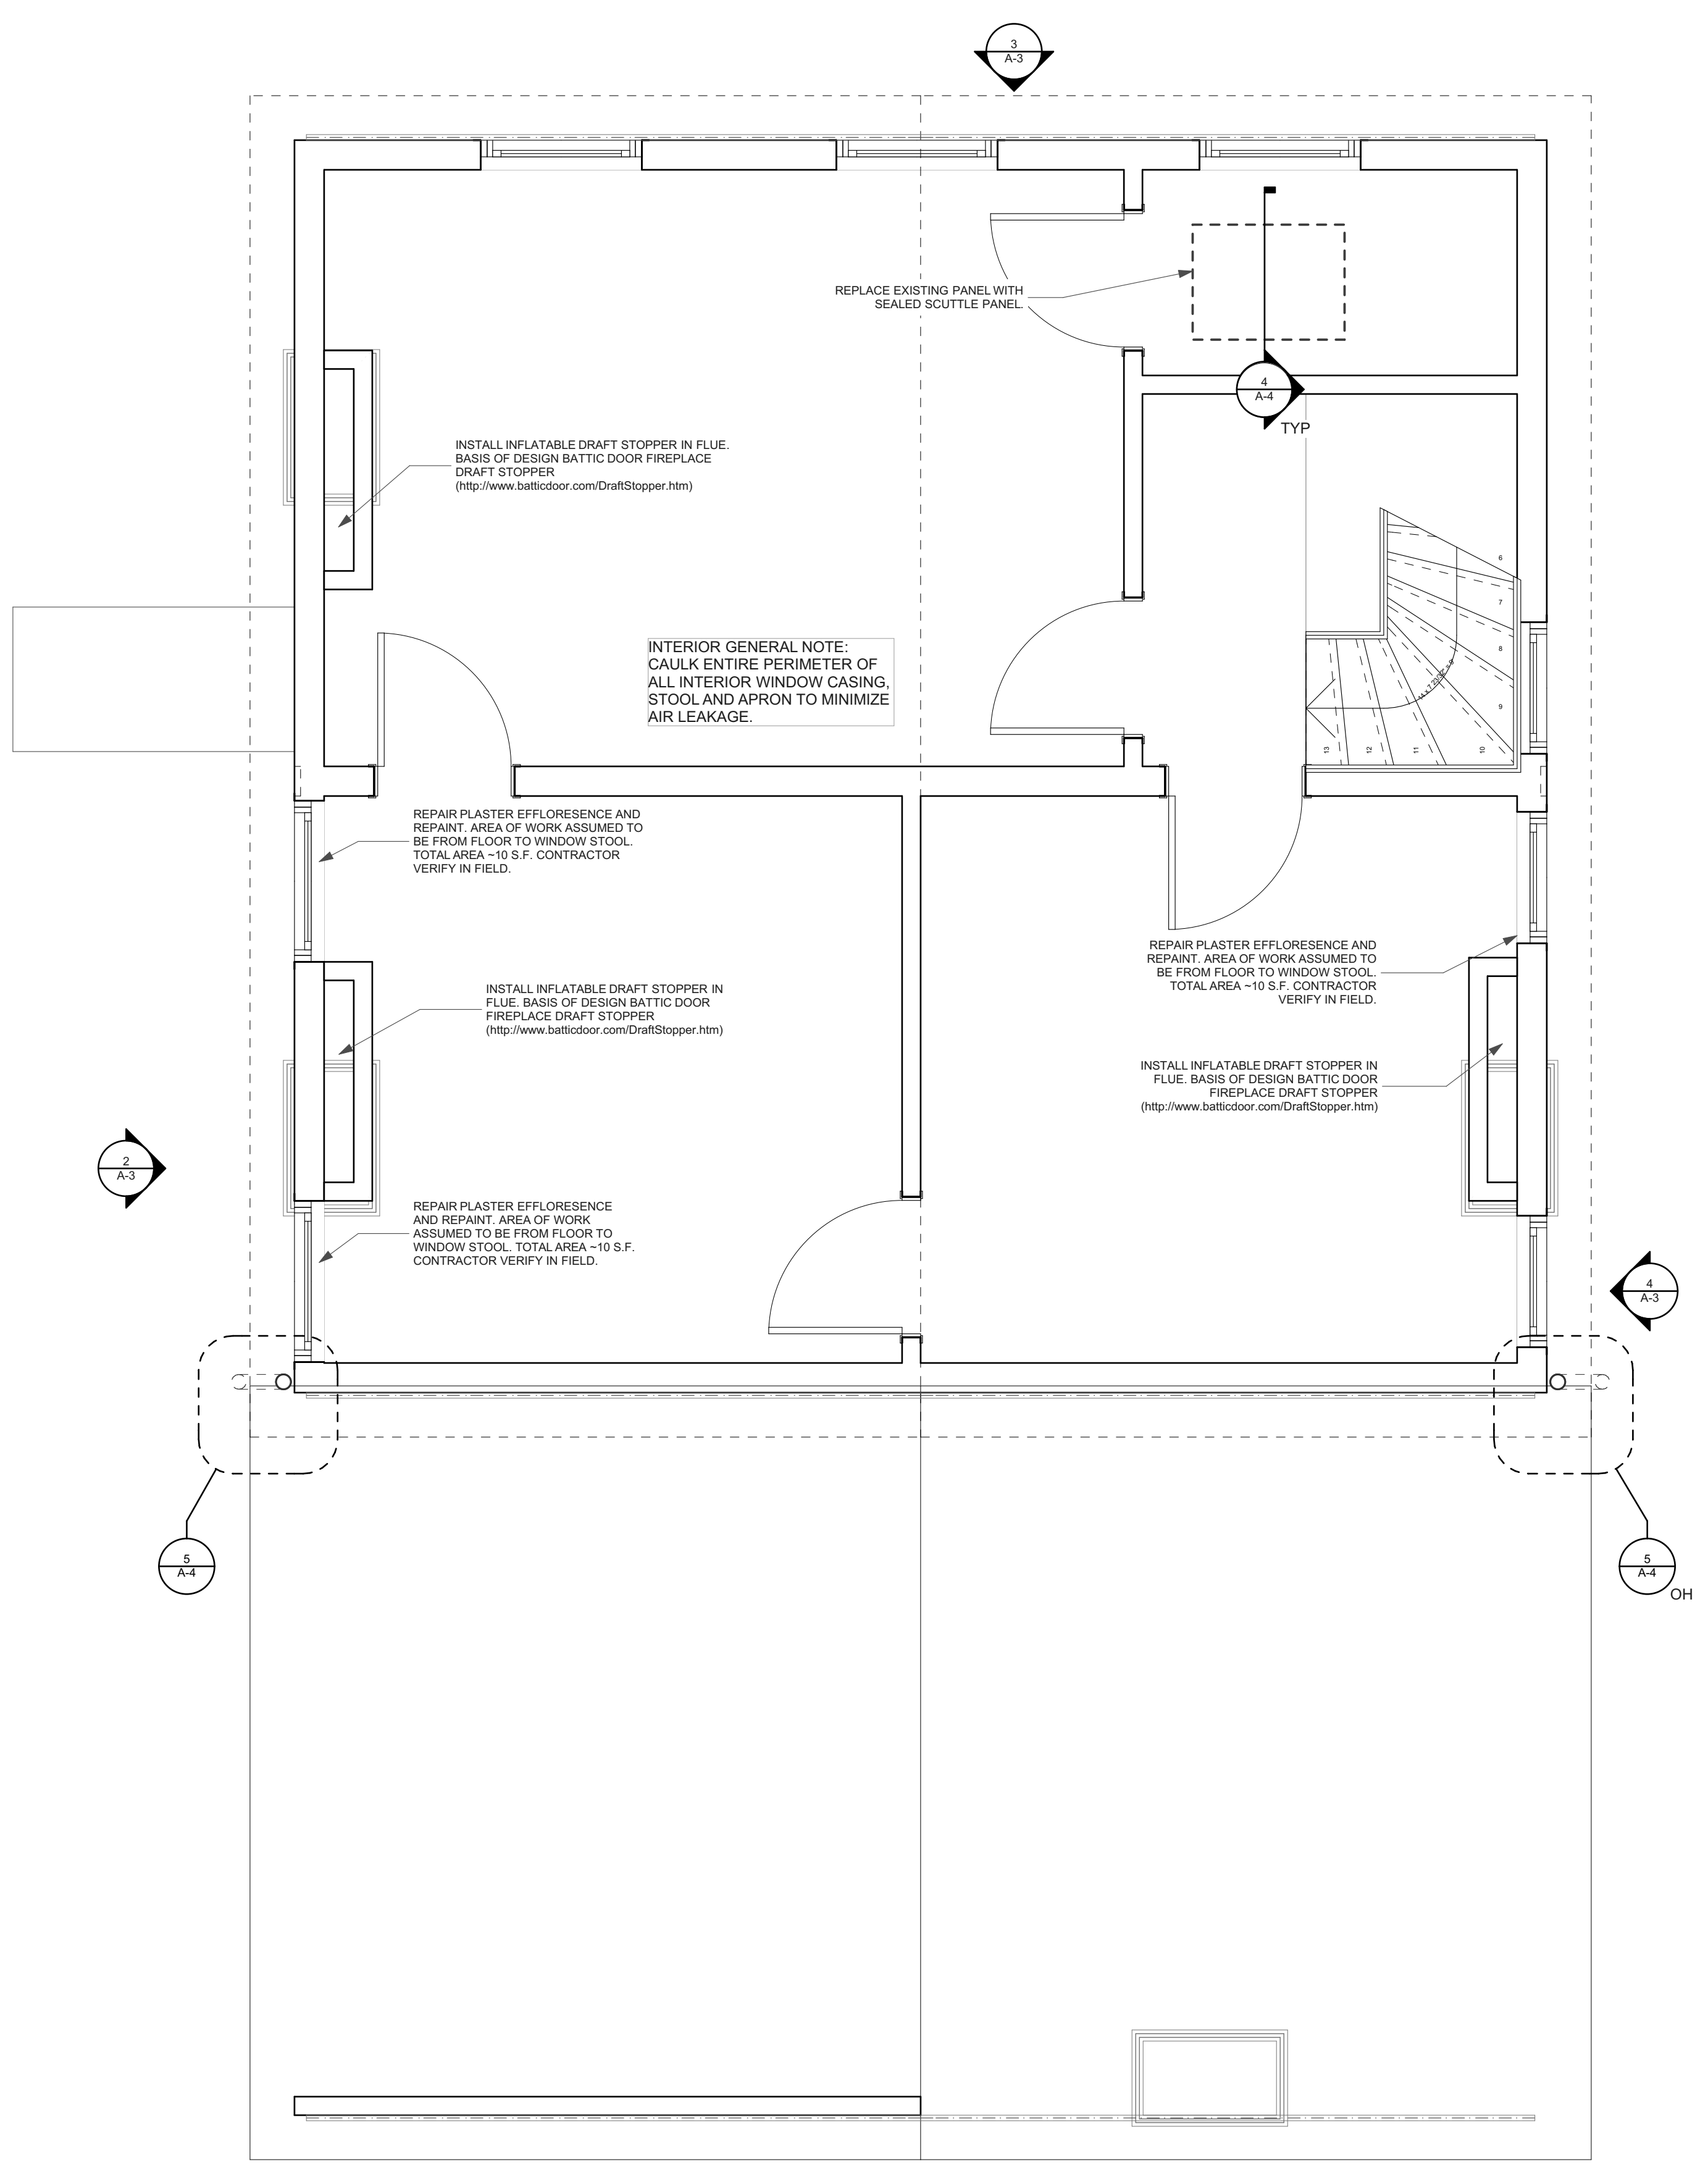 3
A-3
REPLACE EXISTING PANEL WITH
SEALED SCUTTLE PANEL.
4
A-4
TYP
INSTALL INFLATABLE DRAFT STOPPER IN FLUE.
BASIS OF DESIGN BATTIC DOOR FIREPLACE
DRAFT STOPPER
(http://www.batticdoor.com/DraftStopper.htm)
6
7
8
9
10
11
12
13
INTERIOR GENERAL NOTE:
CAULK ENTIRE PERIMETER OF
ALL INTERIOR WINDOW CASING,
STOOL AND APRON TO MINIMIZE
AIR LEAKAGE.
REPAIR PLASTER EFFLORESENCE AND
REPAINT. AREA OF WORK ASSUMED TO
BE FROM FLOOR TO WINDOW STOOL.
TOTAL AREA ~10 S.F. CONTRACTOR
VERIFY IN FIELD.
REPAIR PLASTER EFFLORESENCE AND
REPAINT. AREA OF WORK ASSUMED TO
BE FROM FLOOR TO WINDOW STOOL.
TOTAL AREA ~10 S.F. CONTRACTOR
VERIFY IN FIELD.
INSTALL INFLATABLE DRAFT STOPPER IN
FLUE. BASIS OF DESIGN BATTIC DOOR
FIREPLACE DRAFT STOPPER
(http://www.batticdoor.com/DraftStopper.htm)
INSTALL INFLATABLE DRAFT STOPPER IN
FLUE. BASIS OF DESIGN BATTIC DOOR
FIREPLACE DRAFT STOPPER
(http://www.batticdoor.com/DraftStopper.htm)
2
A-3
REPAIR PLASTER EFFLORESENCE
AND REPAINT. AREA OF WORK
ASSUMED TO BE FROM FLOOR TO
WINDOW STOOL. TOTAL AREA ~10 S.F.
CONTRACTOR VERIFY IN FIELD.
4
A-3
5
A-4
5
A-4
OH